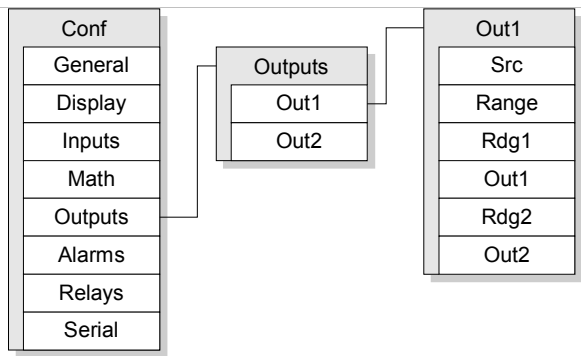 Conf
General
Display
Inputs
Math
Outputs
Alarms
Relays
Serial
Outputs
Out1
Out2
Out1
Src
Range
Rdg1
Out1
Rdg2
Out2